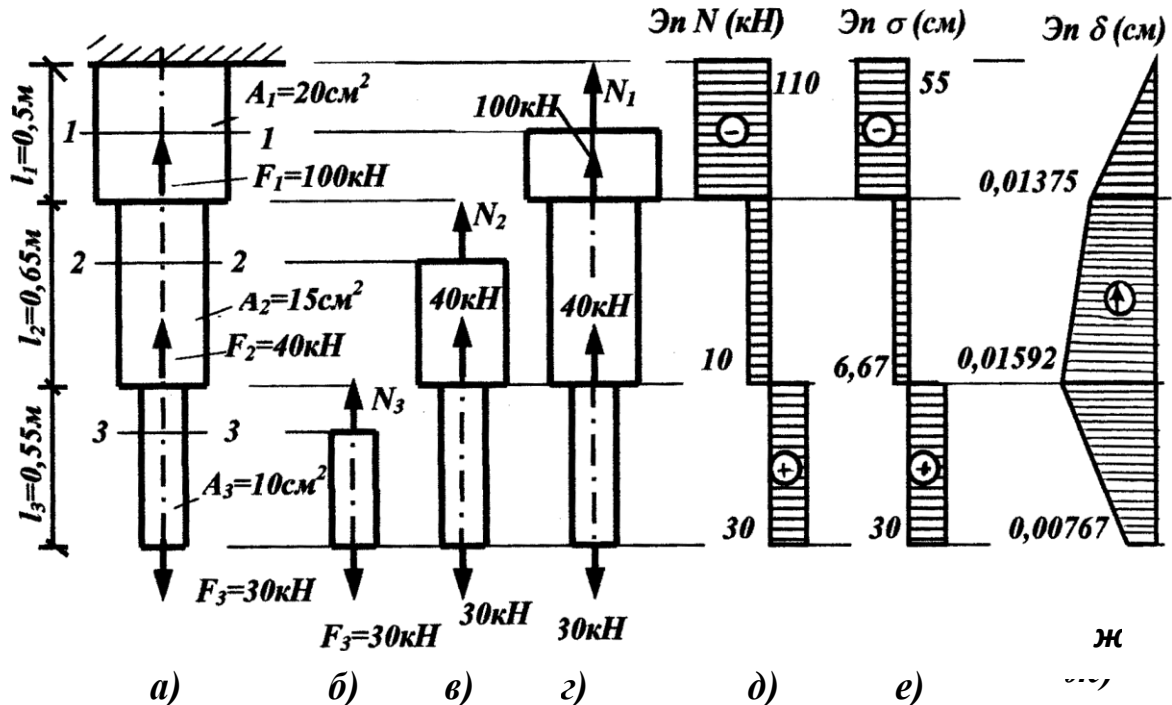 Эп N (кН)
Эп σ (см)
Эп δ (см)
l₁=0,5м
l₂=0,65м
l₃=0,55м
A₁=20см²
1
1
F₁=100кН
2
2
A₂=15см²
F₂=40кН
3
3
A₃=10см²
F₃=30кН
N₃
F₃=30кН
N₂
40кН
30кН
N₁
100кН
40кН
30кН
110
-
10
+
30
55
-
6,67
+
30
0,01375
0,01592
0,00767
ж
а)
б)
в)
г)
д)
е)